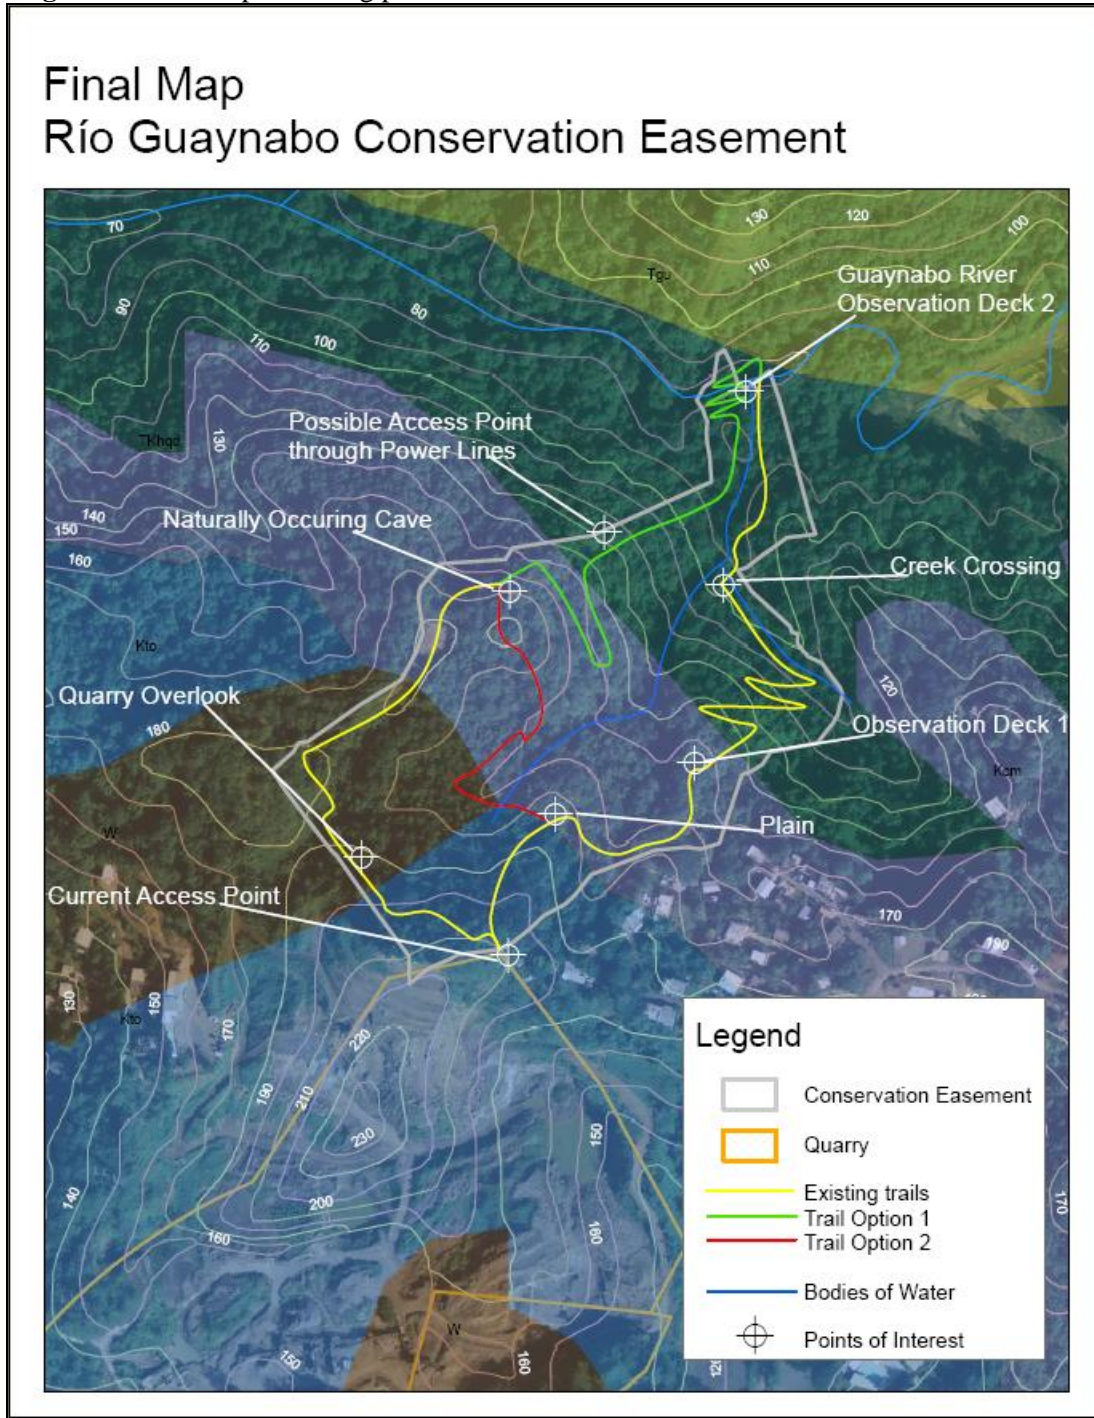 Final Map
Río Guaynabo Conservation Easement
70
130
120
100
110
Tgu
Guaynabo River
Observation Deck 2
90
80
110
100
Possible Access Point
through Power Lines
TKhgd
130
140
150
Naturally Occuring Cave
160
Creek Crossing
Kto
Quarry Overlook
120
180
Observation Deck 1
Kcm
W
Plain
Current Access Point
170
190
130
150
Kto
170
220
190
210
230
150
140
200
160
160
170
W
150
160
Legend
Conservation Easement
Quarry
Existing trails
Trail Option 1
Trail Option 2
Bodies of Water
Points of Interest